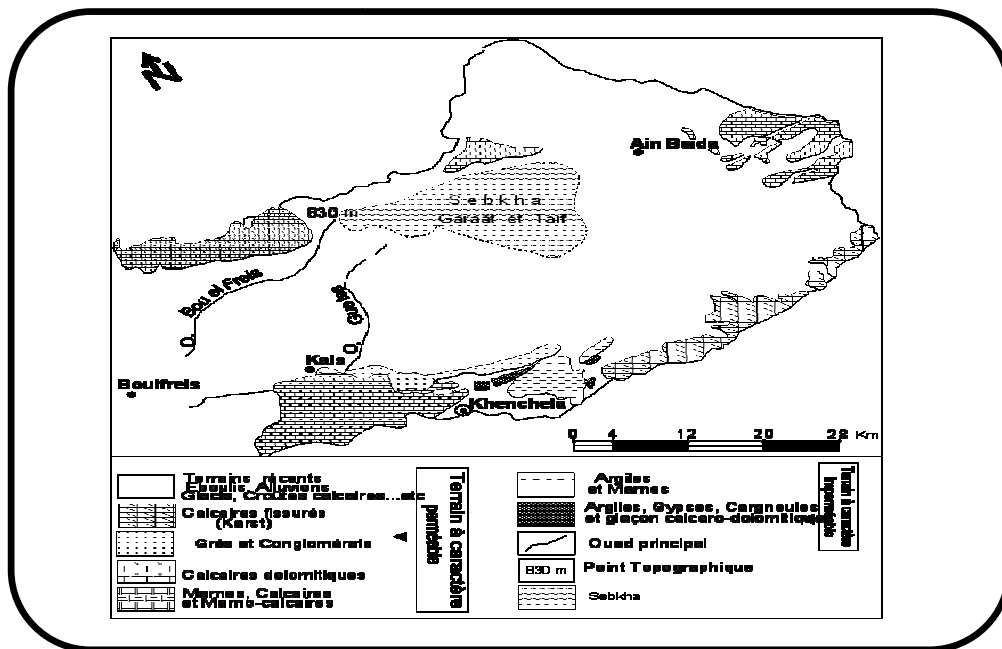 N
Ain Beida
Sebkha
Garaat et Tarf
830 m
O. Bou el Freis
O. Gueiss
Kais
Boulfreis
Khenchela
0 4 12 20 28 Km
Terrains récents
Eboulis, Alluvions
Glacis, Croutes calcaires...etc
Calcaires fissurés
(Karst)
Grès et Conglomérats
Calcaires dolomitiques
Marnes, Calcaires
et Marno-calcaires
Terrain à caractère
perméable
Argiles
et Marnes
Argiles, Gypses, Cargneules
et glaçon calcaro-dolomitique
Oued principal
830 m
Point Topographique
Sebkha
Terrain à caractère
Imperméable